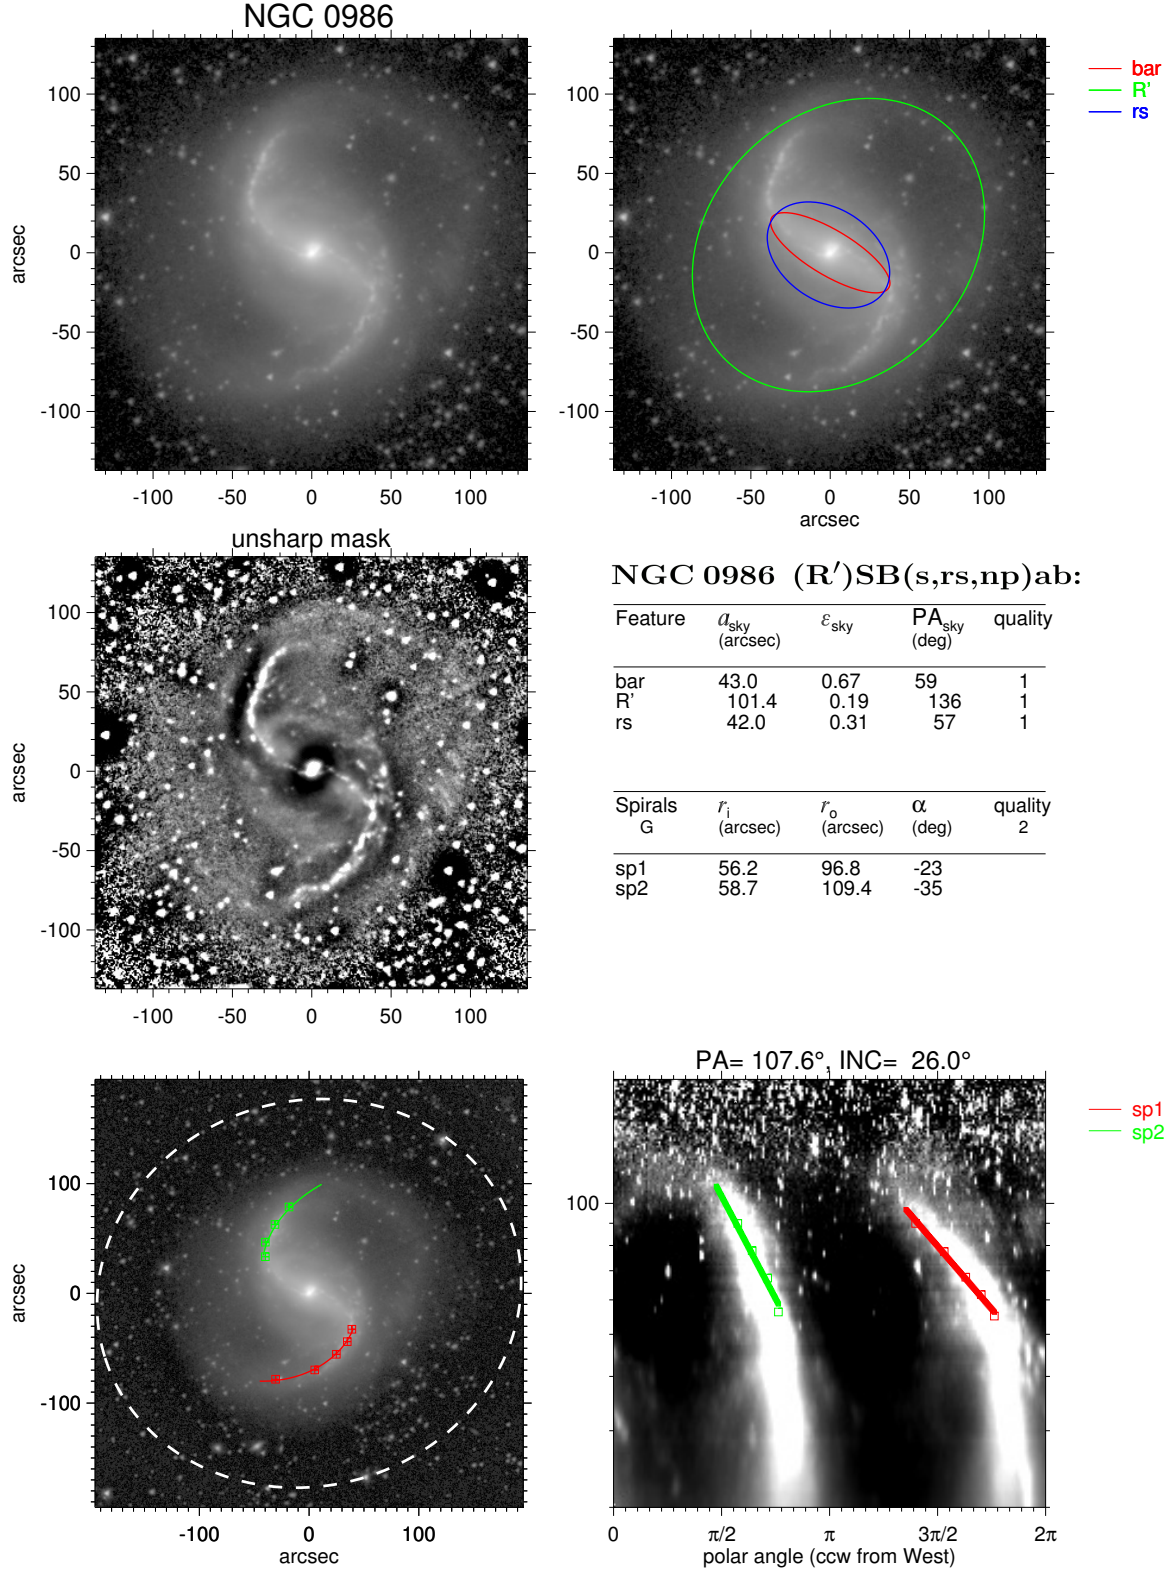 NGC 0986
100
50
0
-50
-100
arcsec
-100 -50 0 50 100
100
50
0
-50
-100
-100 -50 0 50 100
arcsec
bar
R'
rs
unsharp mask
100
50
0
-50
-100
arcsec
-100 -50 0 50 100
NGC 0986 (R′)SB(s,rs,np)ab:
Feature a_sky ε_sky PA_sky quality
(arcsec) (deg)
bar 43.0 0.67 59 1
R' 101.4 0.19 136 1
rs 42.0 0.31 57 1
Spirals r_i r_o α quality
G (arcsec) (arcsec) (deg) 2
sp1 56.2 96.8 -23
sp2 58.7 109.4 -35
100
0
-100
arcsec
-100 0 100
arcsec
PA= 107.6°, INC= 26.0°
100
0 π/2 π 3π/2 2π
polar angle (ccw from West)
sp1
sp2